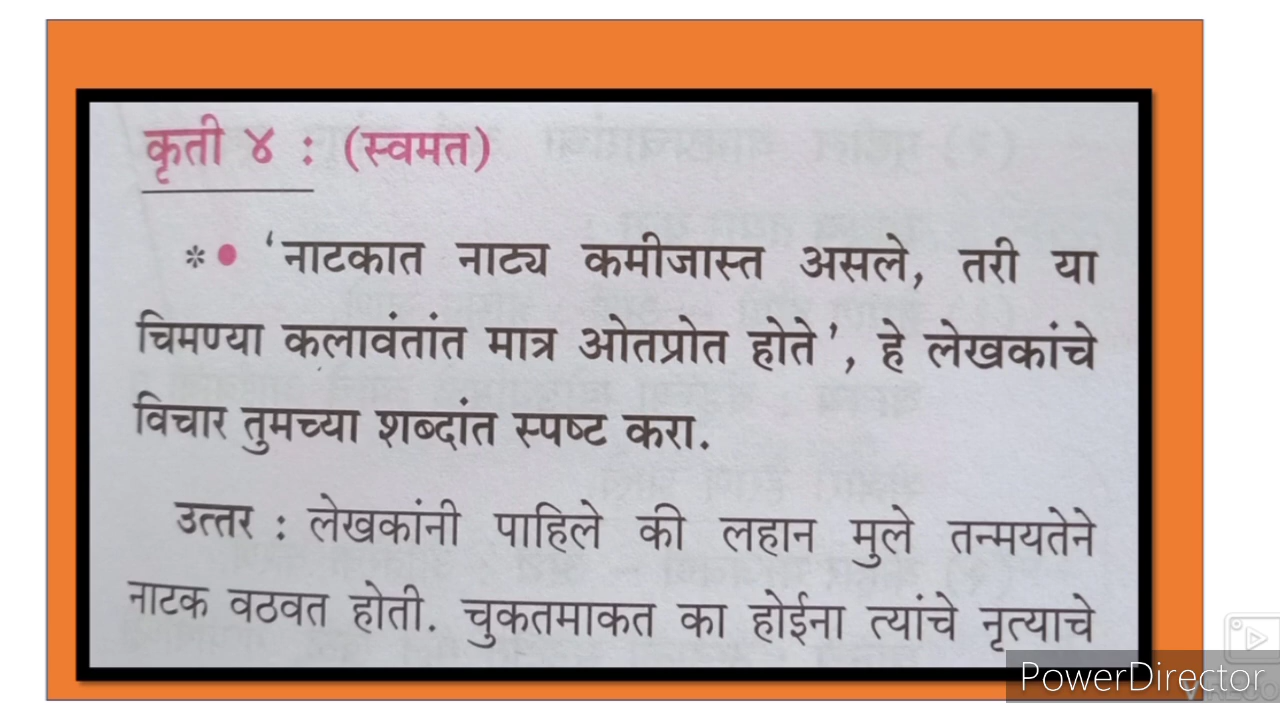 कृती ४ : (स्वमत)
*● ‘नाटकात नाट्य कमीजास्त असले, तरी या
चिमण्या कलावंतांत मात्र ओतप्रोत होते’, हे लेखकांचे
विचार तुमच्या शब्दांत स्पष्ट करा.
उत्तर : लेखकांनी पाहिले की लहान मुले तन्मयतेने
नाटक वठवत होती. चुकतमाकत का होईना त्यांचे नृत्याचे
PowerDirector